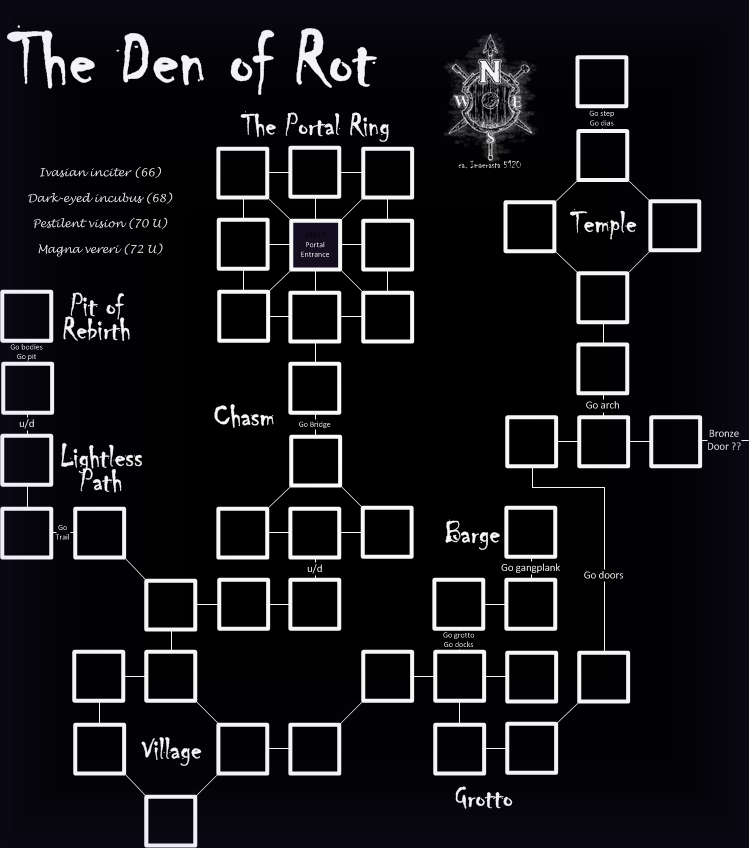 The Den of Rot
N
W E
S
ca. Imaerasta 5920
Go step
Go dias
The Portal Ring
Ivasian inciter (66)
Dark-eyed incubus (68)
Pestilent vision (70 U)
Magna vereri (72 U)
Temple
Portal
Entrance
Pit of
Rebirth
Go bodies
Go pit
u/d
Chasm
Go Bridge
Go arch
Bronze
Door ??
Lightless
Path
Go
Trail
Barge
u/d
Go gangplank
Go doors
Go grotto
Go docks
Village
Grotto